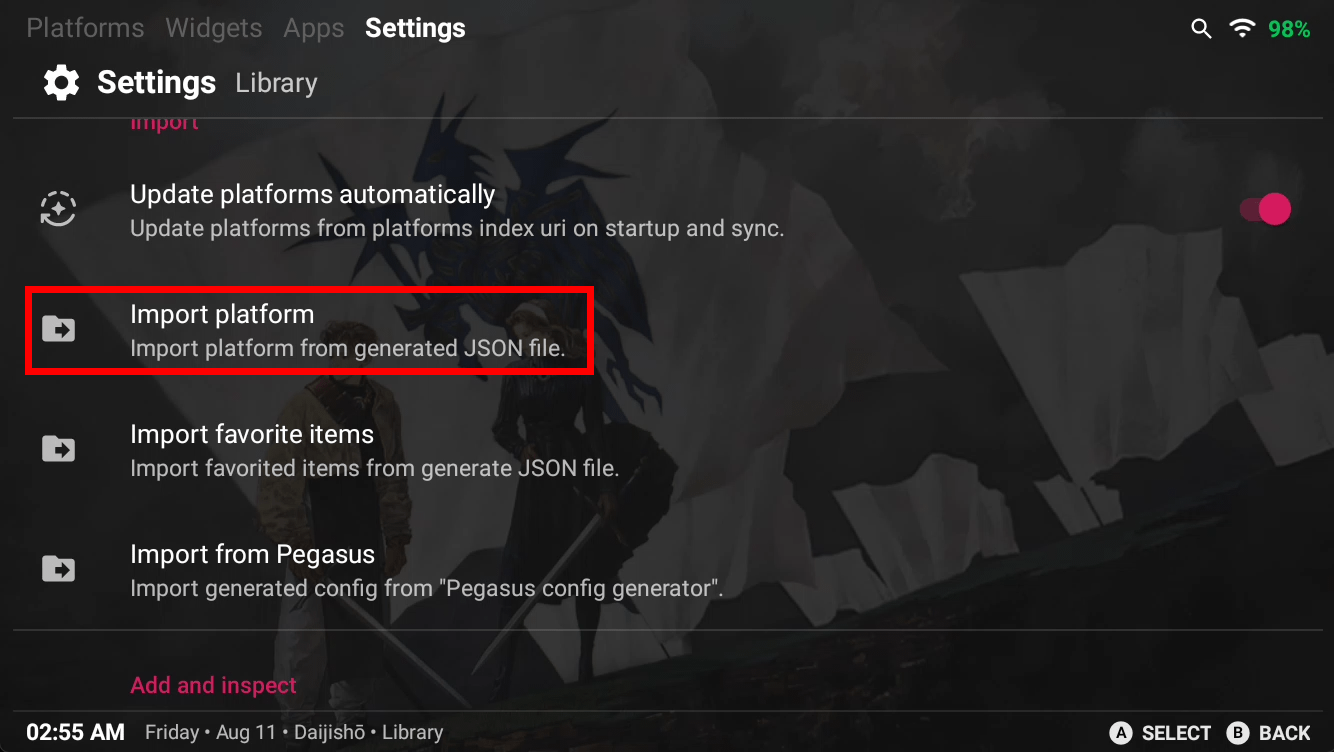 Platforms Widgets Apps Settings 98%
Settings Library
Import
Update platforms automatically
Update platforms from platforms index uri on startup and sync.
Import platform
Import platform from generated JSON file.
Import favorite items
Import favorited items from generate JSON file.
Import from Pegasus
Import generated config from "Pegasus config generator".
Add and inspect
02:55 AM Friday • Aug 11 • Daijishō • Library A SELECT B BACK